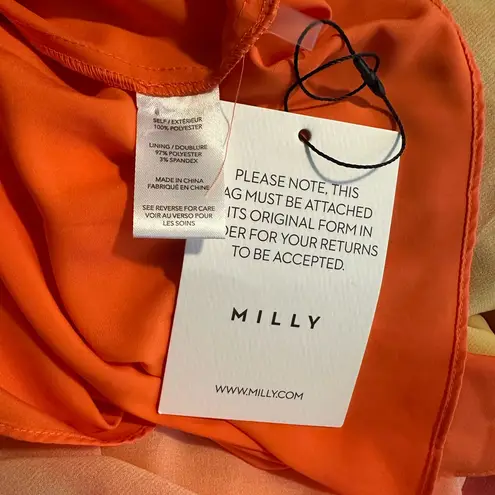 SELF/EXTÉRIEUR
100% POLYESTER
LINING/DOUBLURE
97% POLYESTER
3% SPANDEX
MADE IN CHINA
FABRIQUÉ EN CHINE
SEE REVERSE FOR CARE
VOIR AU VERSO POUR
LES SOINS
PLEASE NOTE, THIS
AG MUST BE ATTACHED
ITS ORIGINAL FORM IN
DER FOR YOUR RETURNS
TO BE ACCEPTED.
MILLY
WWW.MILLY.COM